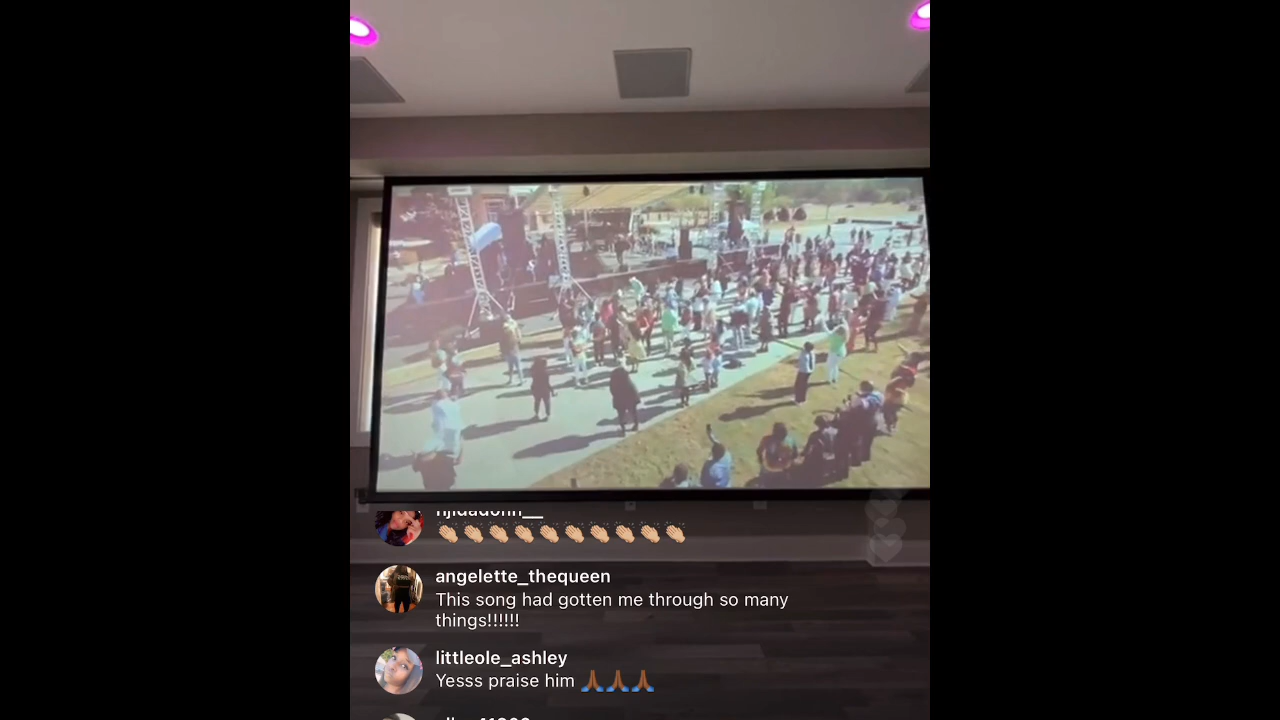 👏🏼👏🏼👏🏼👏🏼👏🏼👏🏼👏🏼👏🏼👏🏼👏🏼
angelette_thequeen
This song had gotten me through so many
things!!!!!!
littleole_ashley
Yesss praise him 🙏🏾🙏🏾🙏🏾